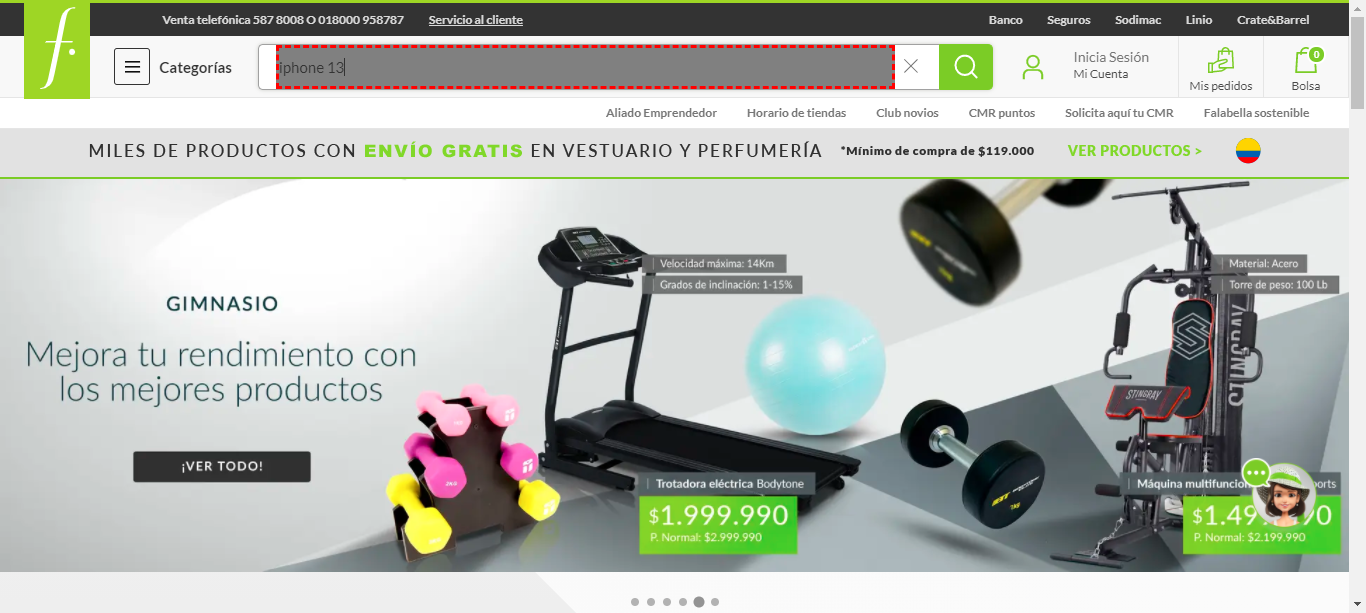 Venta telefónica 587 8008 O 018000 958787
Servicio al cliente
Banco
Seguros
Sodimac
Linio
Crate&Barrel
f.
Categorías
iphone 13
Inicia Sesión
Mi Cuenta
Mis pedidos
0
Bolsa
Aliado Emprendedor
Horario de tiendas
Club novios
CMR puntos
Solicita aquí tu CMR
Falabella sostenible
MILES DE PRODUCTOS CON ENVÍO GRATIS EN VESTUARIO Y PERFUMERÍA
*Mínimo de compra de $119.000
VER PRODUCTOS >
GIMNASIO
Mejora tu rendimiento con
los mejores productos
¡VER TODO!
Velocidad máxima: 14Km
Grados de inclinación: 1-15%
Material: Acero
Torre de peso: 100 Lb
STINGRAY
Trotadora eléctrica Bodytone
$1.999.990
P. Normal: $2.999.990
Máquina multifuncio
$1.49
P. Normal: $2.199.990